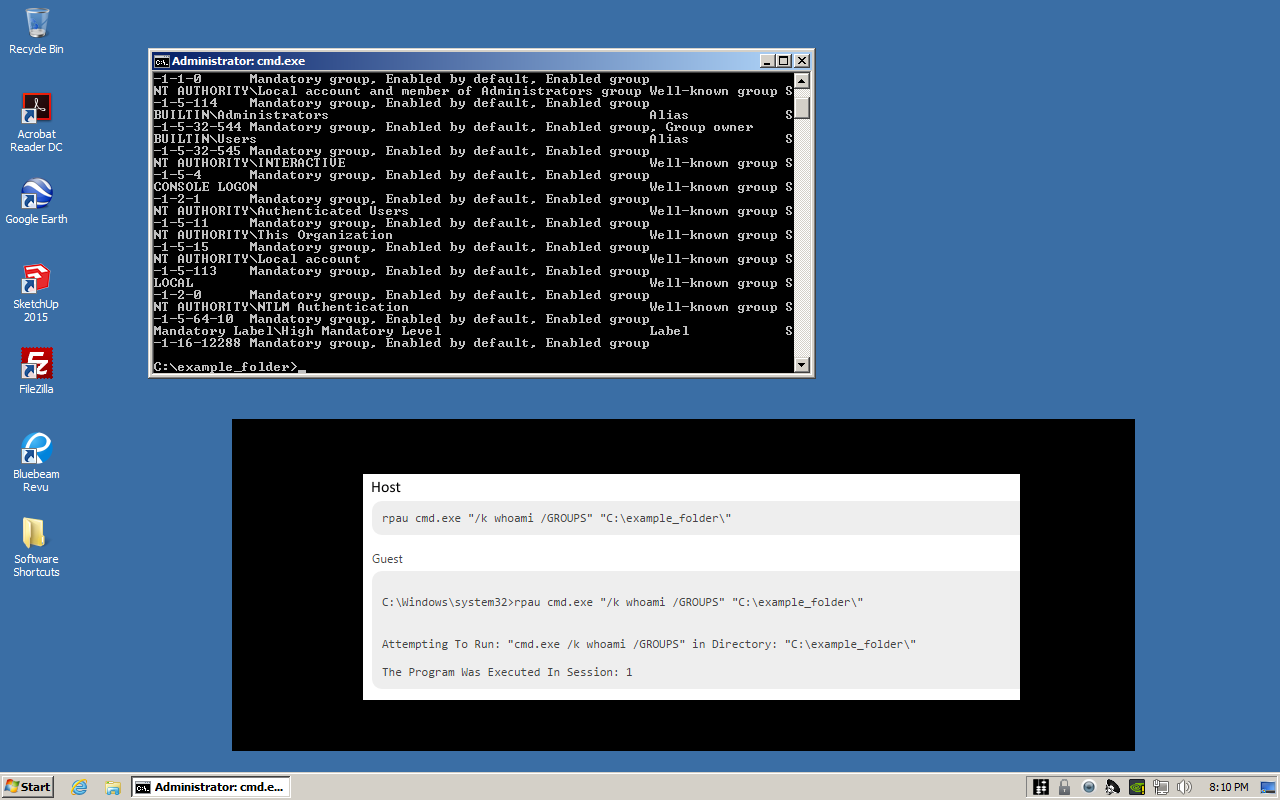 Recycle Bin
Acrobat
Reader DC
Google Earth
SketchUp
2015
FileZilla
Bluebeam
Revu
Software
Shortcuts
Administrator: cmd.exe
-1-1-0 Mandatory group, Enabled by default, Enabled group
NT AUTHORITY\Local account and member of Administrators group Well-known group S
-1-5-114 Mandatory group, Enabled by default, Enabled group
BUILTIN\Administrators Alias S
-1-5-32-544 Mandatory group, Enabled by default, Enabled group, Group owner
BUILTIN\Users Alias S
-1-5-32-545 Mandatory group, Enabled by default, Enabled group
NT AUTHORITY\INTERACTIVE Well-known group S
-1-5-4 Mandatory group, Enabled by default, Enabled group
CONSOLE LOGON Well-known group S
-1-2-1 Mandatory group, Enabled by default, Enabled group
NT AUTHORITY\Authenticated Users Well-known group S
-1-5-11 Mandatory group, Enabled by default, Enabled group
NT AUTHORITY\This Organization Well-known group S
-1-5-15 Mandatory group, Enabled by default, Enabled group
NT AUTHORITY\Local account Well-known group S
-1-5-113 Mandatory group, Enabled by default, Enabled group
LOCAL Well-known group S
-1-2-0 Mandatory group, Enabled by default, Enabled group
NT AUTHORITY\NTLM Authentication Well-known group S
-1-5-64-10 Mandatory group, Enabled by default, Enabled group
Mandatory Label\High Mandatory Level Label S
-1-16-12288 Mandatory group, Enabled by default, Enabled group
C:\example_folder>_
Host
rpau cmd.exe "/k whoami /GROUPS" "C:\example_folder\"
Guest
C:\Windows\system32>rpau cmd.exe "/k whoami /GROUPS" "C:\example_folder\"
Attempting To Run: "cmd.exe /k whoami /GROUPS" in Directory: "C:\example_folder\"
The Program Was Executed In Session: 1
Start
Administrator: cmd.e...
8:10 PM